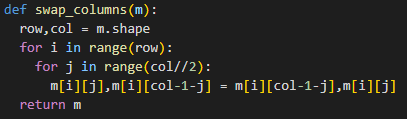 def swap_columns(m):
  row,col = m.shape
  for i in range(row):
    for j in range(col//2):
      m[i][j],m[i][col-1-j] = m[i][col-1-j],m[i][j]
  return m